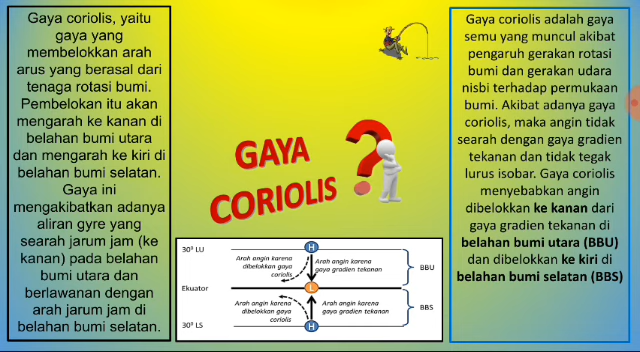 Gaya coriolis, yaitu
gaya yang
membelokkan arah
arus yang berasal dari
tenaga rotasi bumi.
Pembelokan itu akan
mengarah ke kanan di
belahan bumi utara
dan mengarah ke kiri di
belahan bumi selatan.
Gaya ini
mengakibatkan adanya
aliran gyre yang
searah jarum jam (ke
kanan) pada belahan
bumi utara dan
berlawanan dengan
arah jarum jam di
belahan bumi selatan.
GAYA
CORIOLIS
?
30⁰ LU
H
Arah angin karena
dibelokkan gaya
coriolis
Arah angin karena
gaya gradien tekanan
BBU
Ekuator
L
Arah angin karena
dibelokkan gaya
coriolis
Arah angin karena
gaya gradien tekanan
BBS
30⁰ LS
H
Gaya coriolis adalah gaya
semu yang muncul akibat
pengaruh gerakan rotasi
bumi dan gerakan udara
nisbi terhadap permukaan
bumi. Akibat adanya gaya
coriolis, maka angin tidak
searah dengan gaya gradien
tekanan dan tidak tegak
lurus isobar. Gaya coriolis
menyebabkan angin
dibelokkan ke kanan dari
gaya gradien tekanan di
belahan bumi utara (BBU)
dan dibelokkan ke kiri di
belahan bumi selatan (BBS)